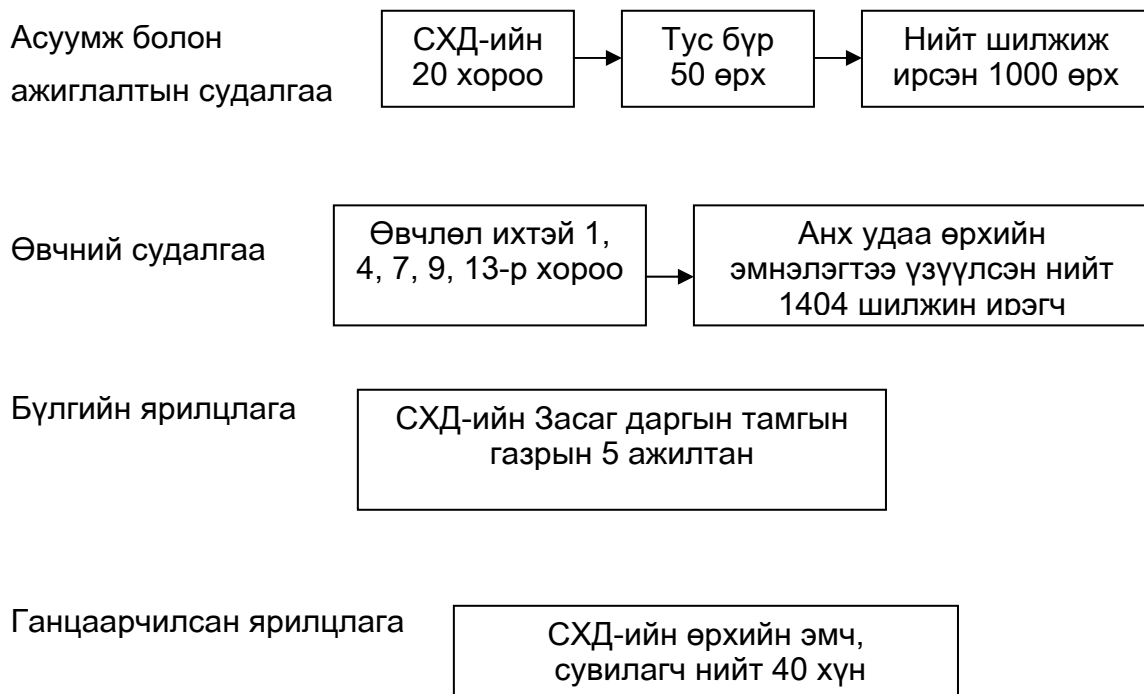 Асуумж болон
ажиглалтын судалгаа
СХД-ийн
20 хороо
Тус бүр
50 өрх
Нийт шилжиж
ирсэн 1000 өрх
Өвчний судалгаа
Өвчлөл ихтэй 1,
4, 7, 9, 13-р хороо
Анх удаа өрхийн
эмнэлэгтээ үзүүлсэн нийт
1404 шилжин ирэгч
Бүлгийн ярилцлага
СХД-ийн Засаг даргын тамгын
газрын 5 ажилтан
Ганцаарчилсан ярилцлага
СХД-ийн өрхийн эмч,
сувилагч нийт 40 хүн